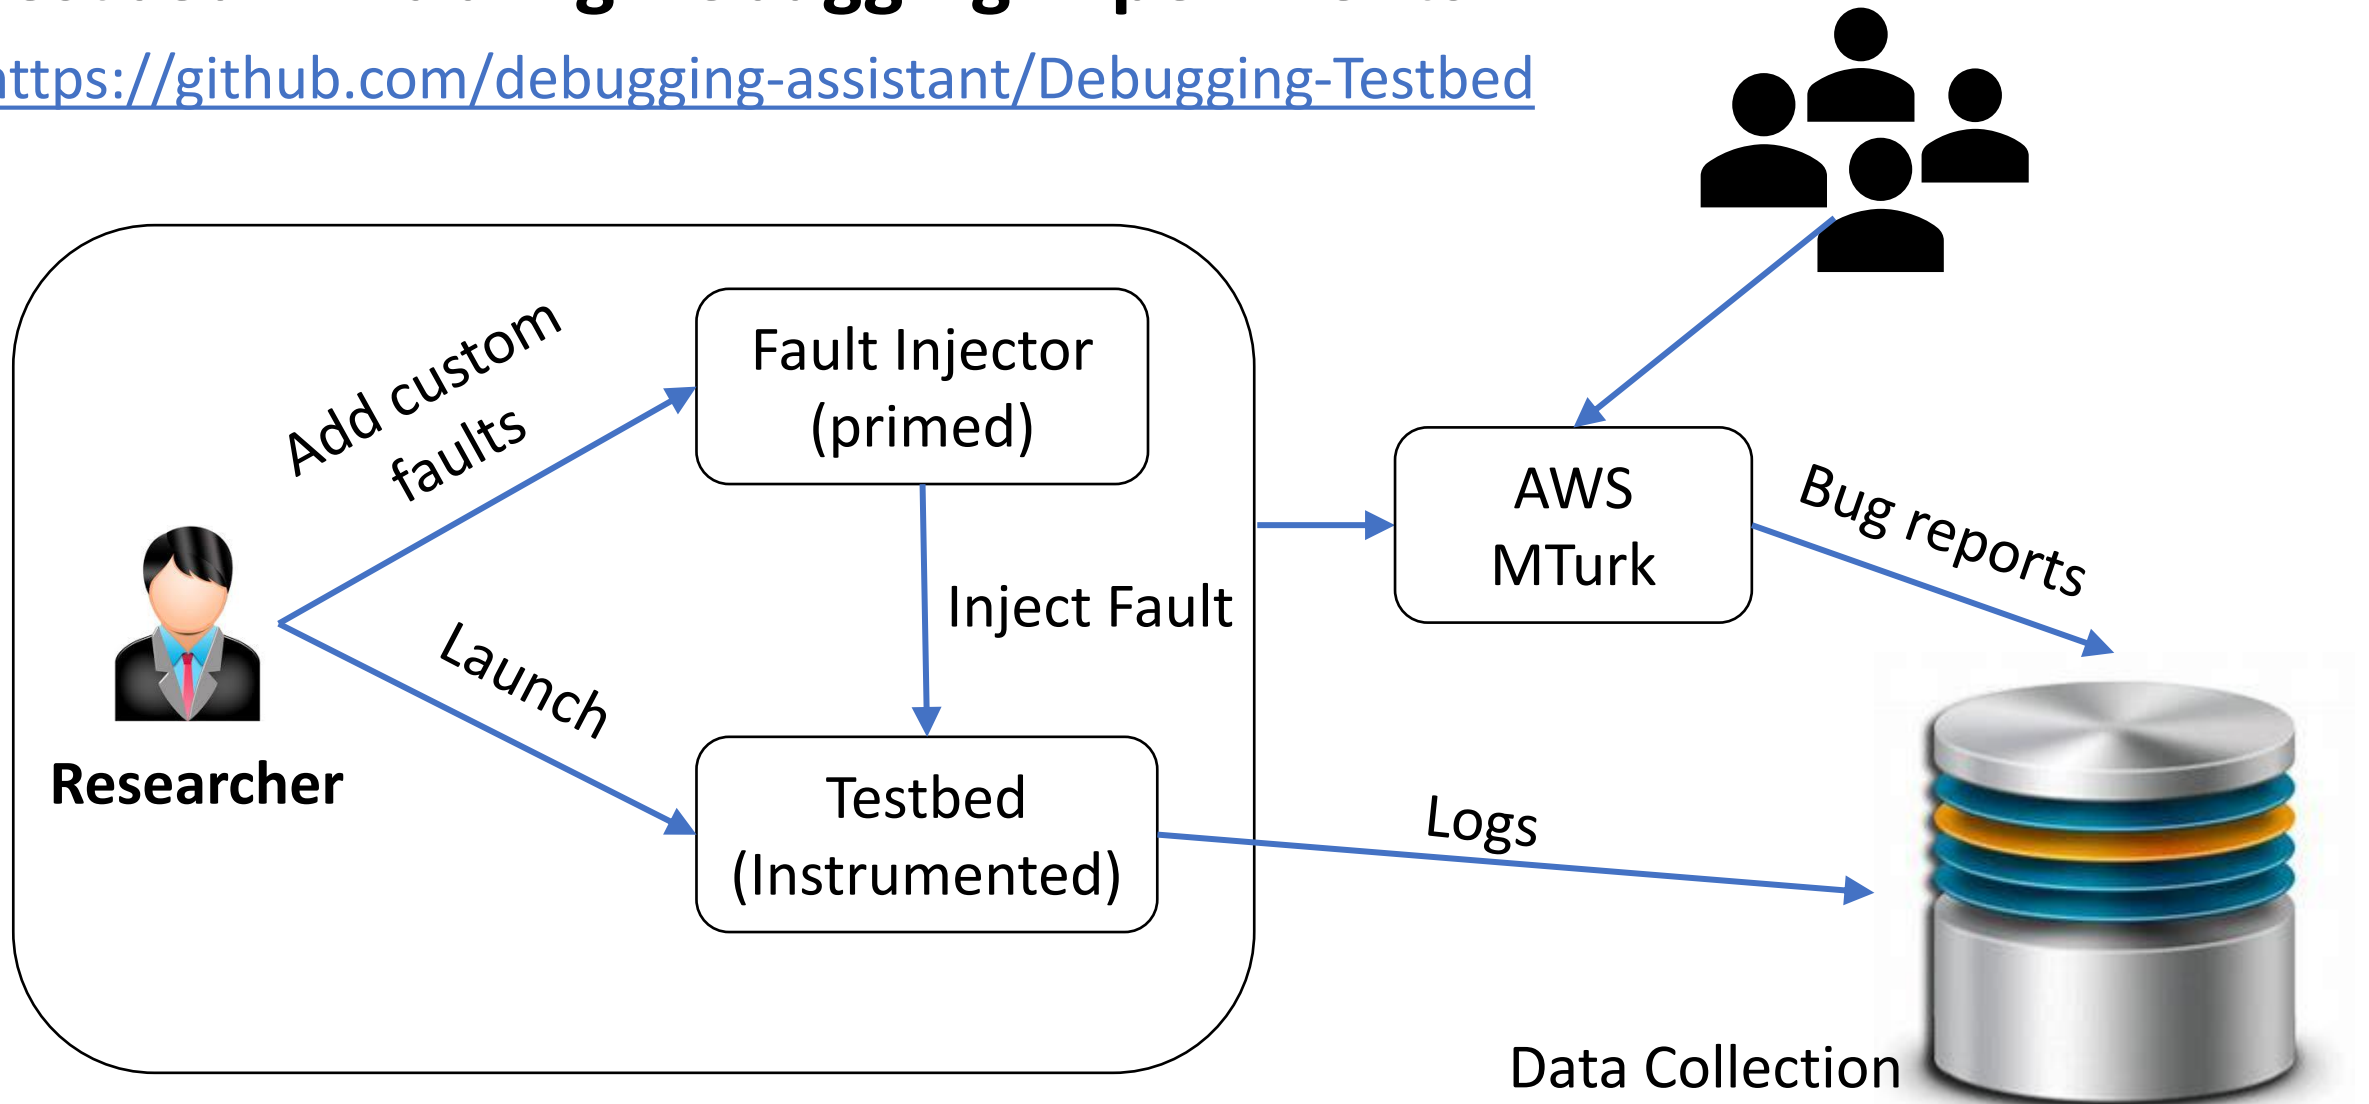 https://github.com/debugging-assistant/Debugging-Testbed
Add custom
faults
Fault Injector
(primed)
AWS
MTurk
Bug reports
Inject Fault
Launch
Researcher
Testbed
(Instrumented)
Logs
Data Collection